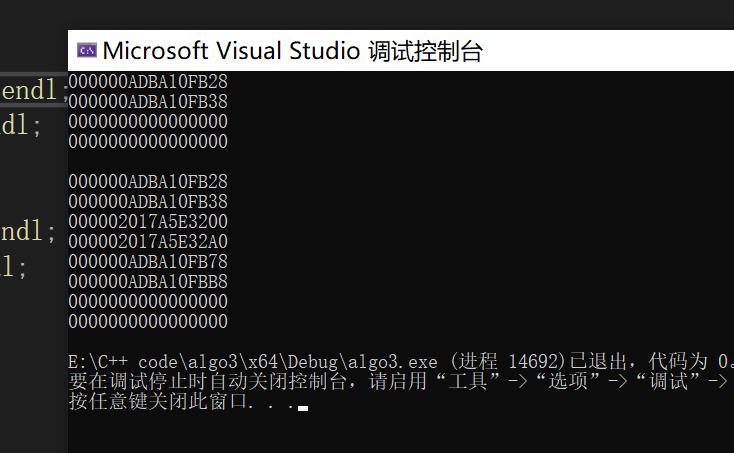 Microsoft Visual Studio 调试控制台
endl;
dl;
ndl;
l;
000000ADBA10FB28
000000ADBA10FB38
0000000000000000
0000000000000000
000000ADBA10FB28
000000ADBA10FB38
000002017A5E3200
000002017A5E32A0
000000ADBA10FB78
000000ADBA10FBB8
0000000000000000
0000000000000000
E:\C++ code\algo3\x64\Debug\algo3.exe (进程 14692)已退出，代码为 0。
要在调试停止时自动关闭控制台，请启用“工具”->“选项”->“调试”->
按任意键关闭此窗口. . .